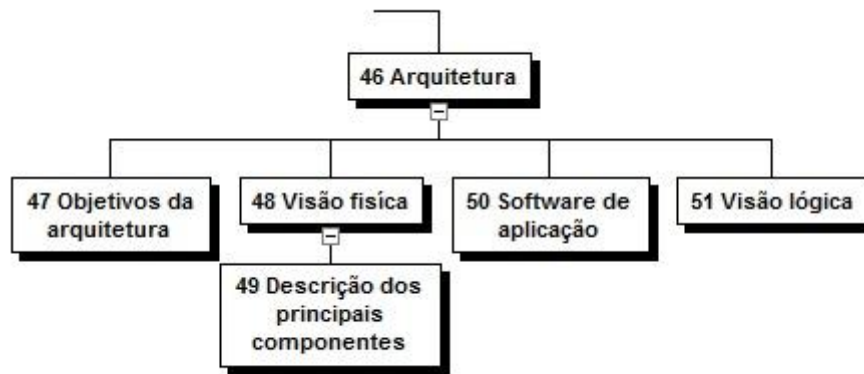 46 Arquitetura
47 Objetivos da
arquitetura
48 Visão fisíca
50 Software de
aplicação
51 Visão lógica
49 Descrição dos
principais
componentes